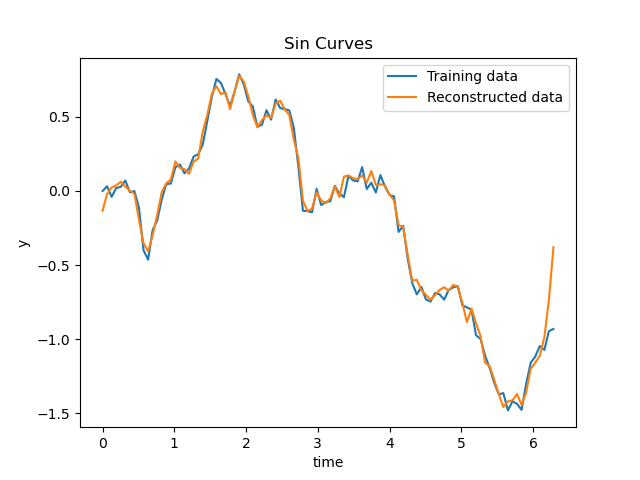 Sin Curves
Training data
Reconstructed data
0.5
0.0
−0.5
−1.0
−1.5
y
0 1 2 3 4 5 6
time